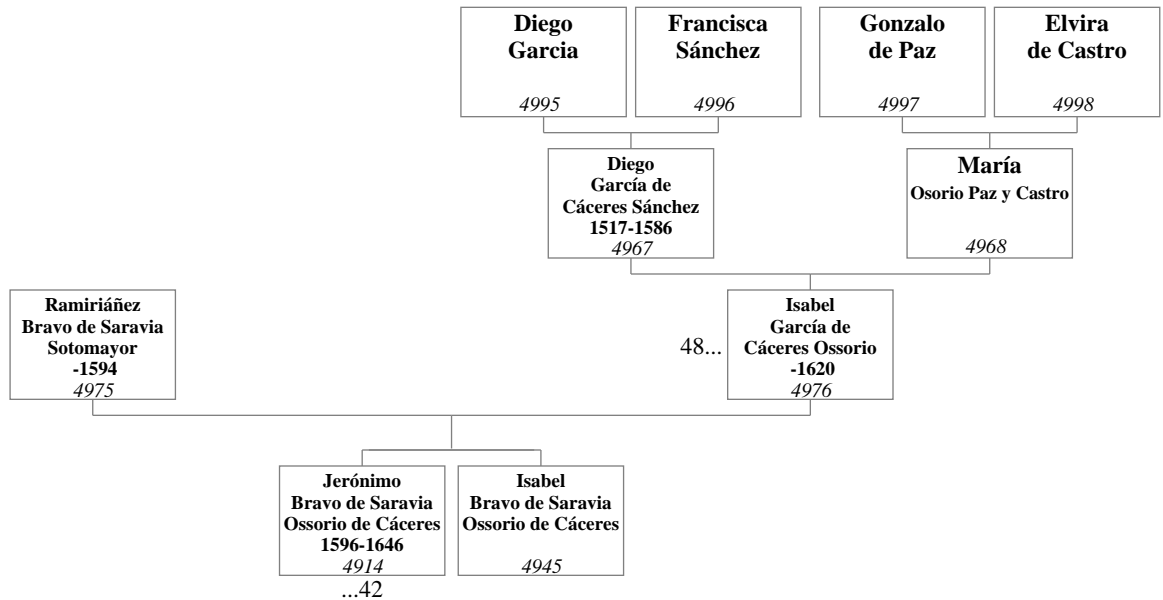 Diego
Garcia
4995
Francisca
Sánchez
4996
Gonzalo
de Paz
4997
Elvira
de Castro
4998
Diego
García de
Cáceres Sánchez
1517-1586
4967
María
Osorio Paz y Castro
4968
Ramiriáñez
Bravo de Saravia
Sotomayor
-1594
4975
48...
Isabel
García de
Cáceres Ossorio
-1620
4976
Jerónimo
Bravo de Saravia
Ossorio de Cáceres
1596-1646
4914
...42
Isabel
Bravo de Saravia
Ossorio de Cáceres
4945